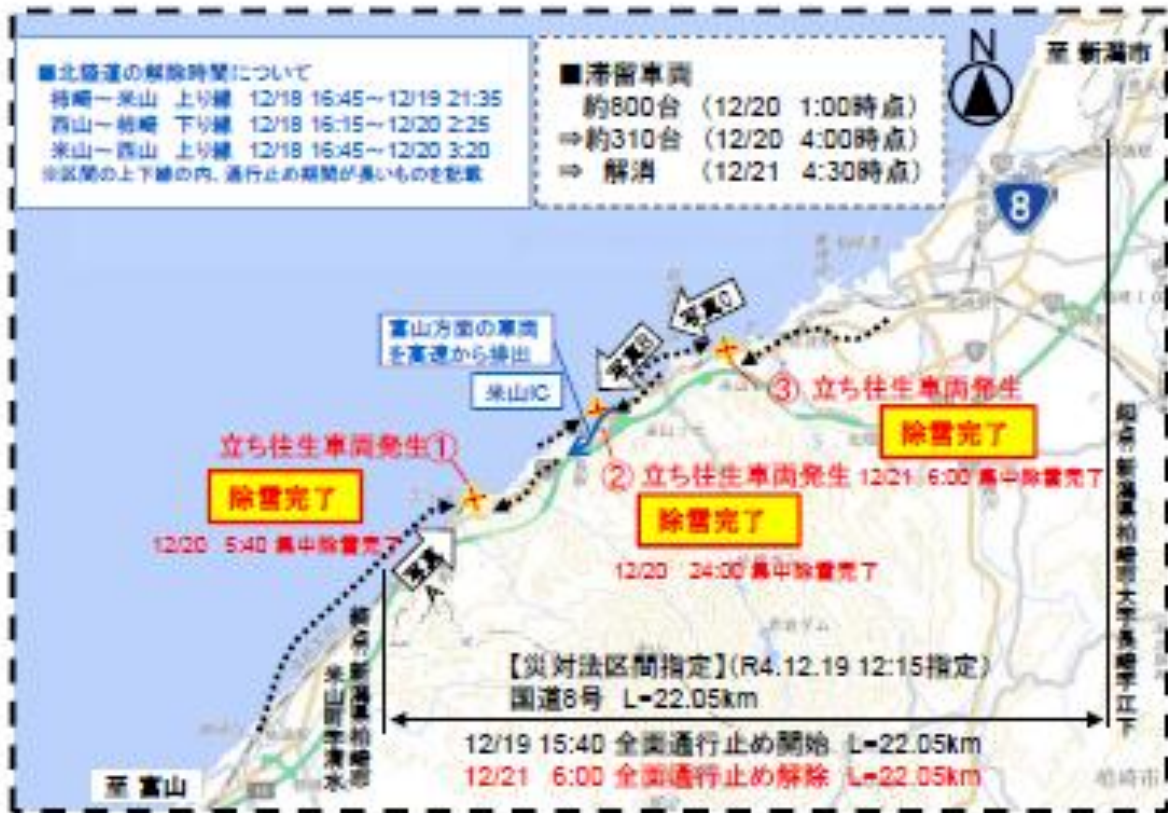 ■北陸道の解除時間について
柿崎～米山 上り線 12/18 16:45～12/19 21:35
西山～柿崎 下り線 12/18 16:15～12/20 2:25
米山～西山 上り線 12/18 16:45～12/20 3:20
※区間の上下線の内、通行止め期間が長いものを記載
■滞留車両
約800台 (12/20 1:00時点)
⇒約310台 (12/20 4:00時点)
⇒ 解消 (12/21 4:30時点)
N
至 新潟市
8
写真C
写真B
富山方面の車両
を高速から排出
米山IC
③ 立ち往生車両発生
除雪完了
12/21 6:00 集中除雪完了
立ち往生車両発生①
除雪完了
12/20 5:40 集中除雪完了
② 立ち往生車両発生
除雪完了
12/20 24:00 集中除雪完了
写真A
【災対法区間指定】(R4.12.19 12:15指定)
国道8号 L=22.05km
12/19 15:40 全面通行止め開始 L=22.05km
12/21 6:00 全面通行止め解除 L=22.05km
至 富山
柏崎市